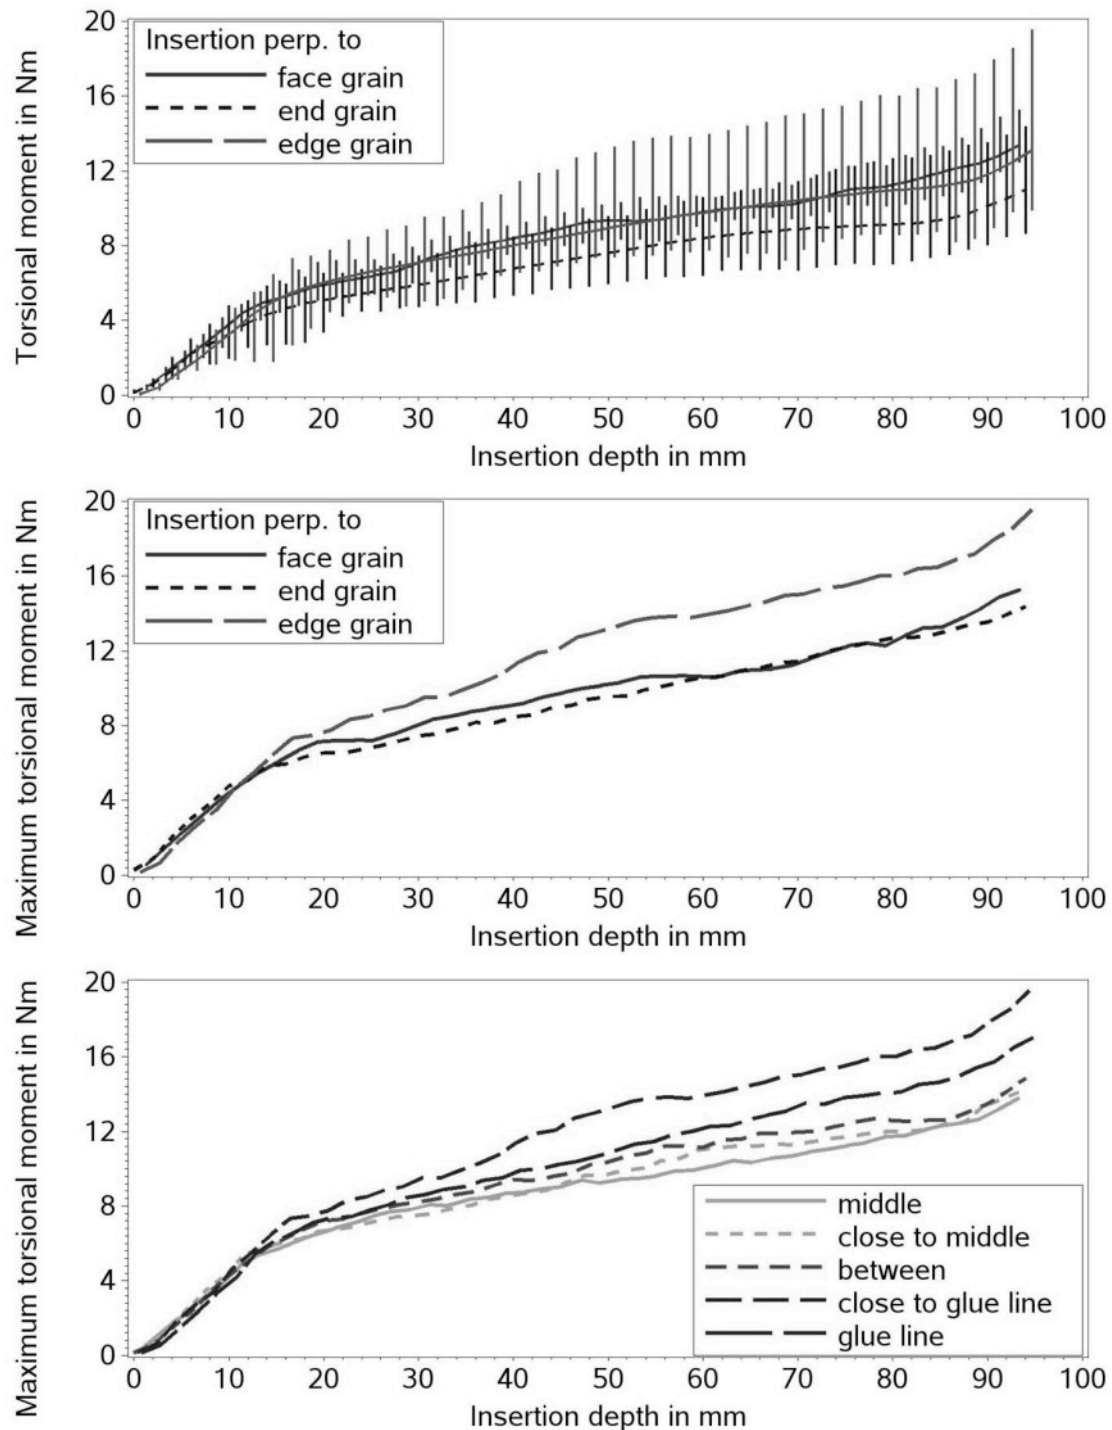 Torsional moment in Nm
20
16
12
8
4
0
Insertion perp. to
face grain
end grain
edge grain
0 10 20 30 40 50 60 70 80 90 100
Insertion depth in mm
Maximum torsional moment in Nm
20
16
12
8
4
0
Insertion perp. to
face grain
end grain
edge grain
0 10 20 30 40 50 60 70 80 90 100
Insertion depth in mm
Maximum torsional moment in Nm
20
16
12
8
4
0
middle
close to middle
between
close to glue line
glue line
0 10 20 30 40 50 60 70 80 90 100
Insertion depth in mm